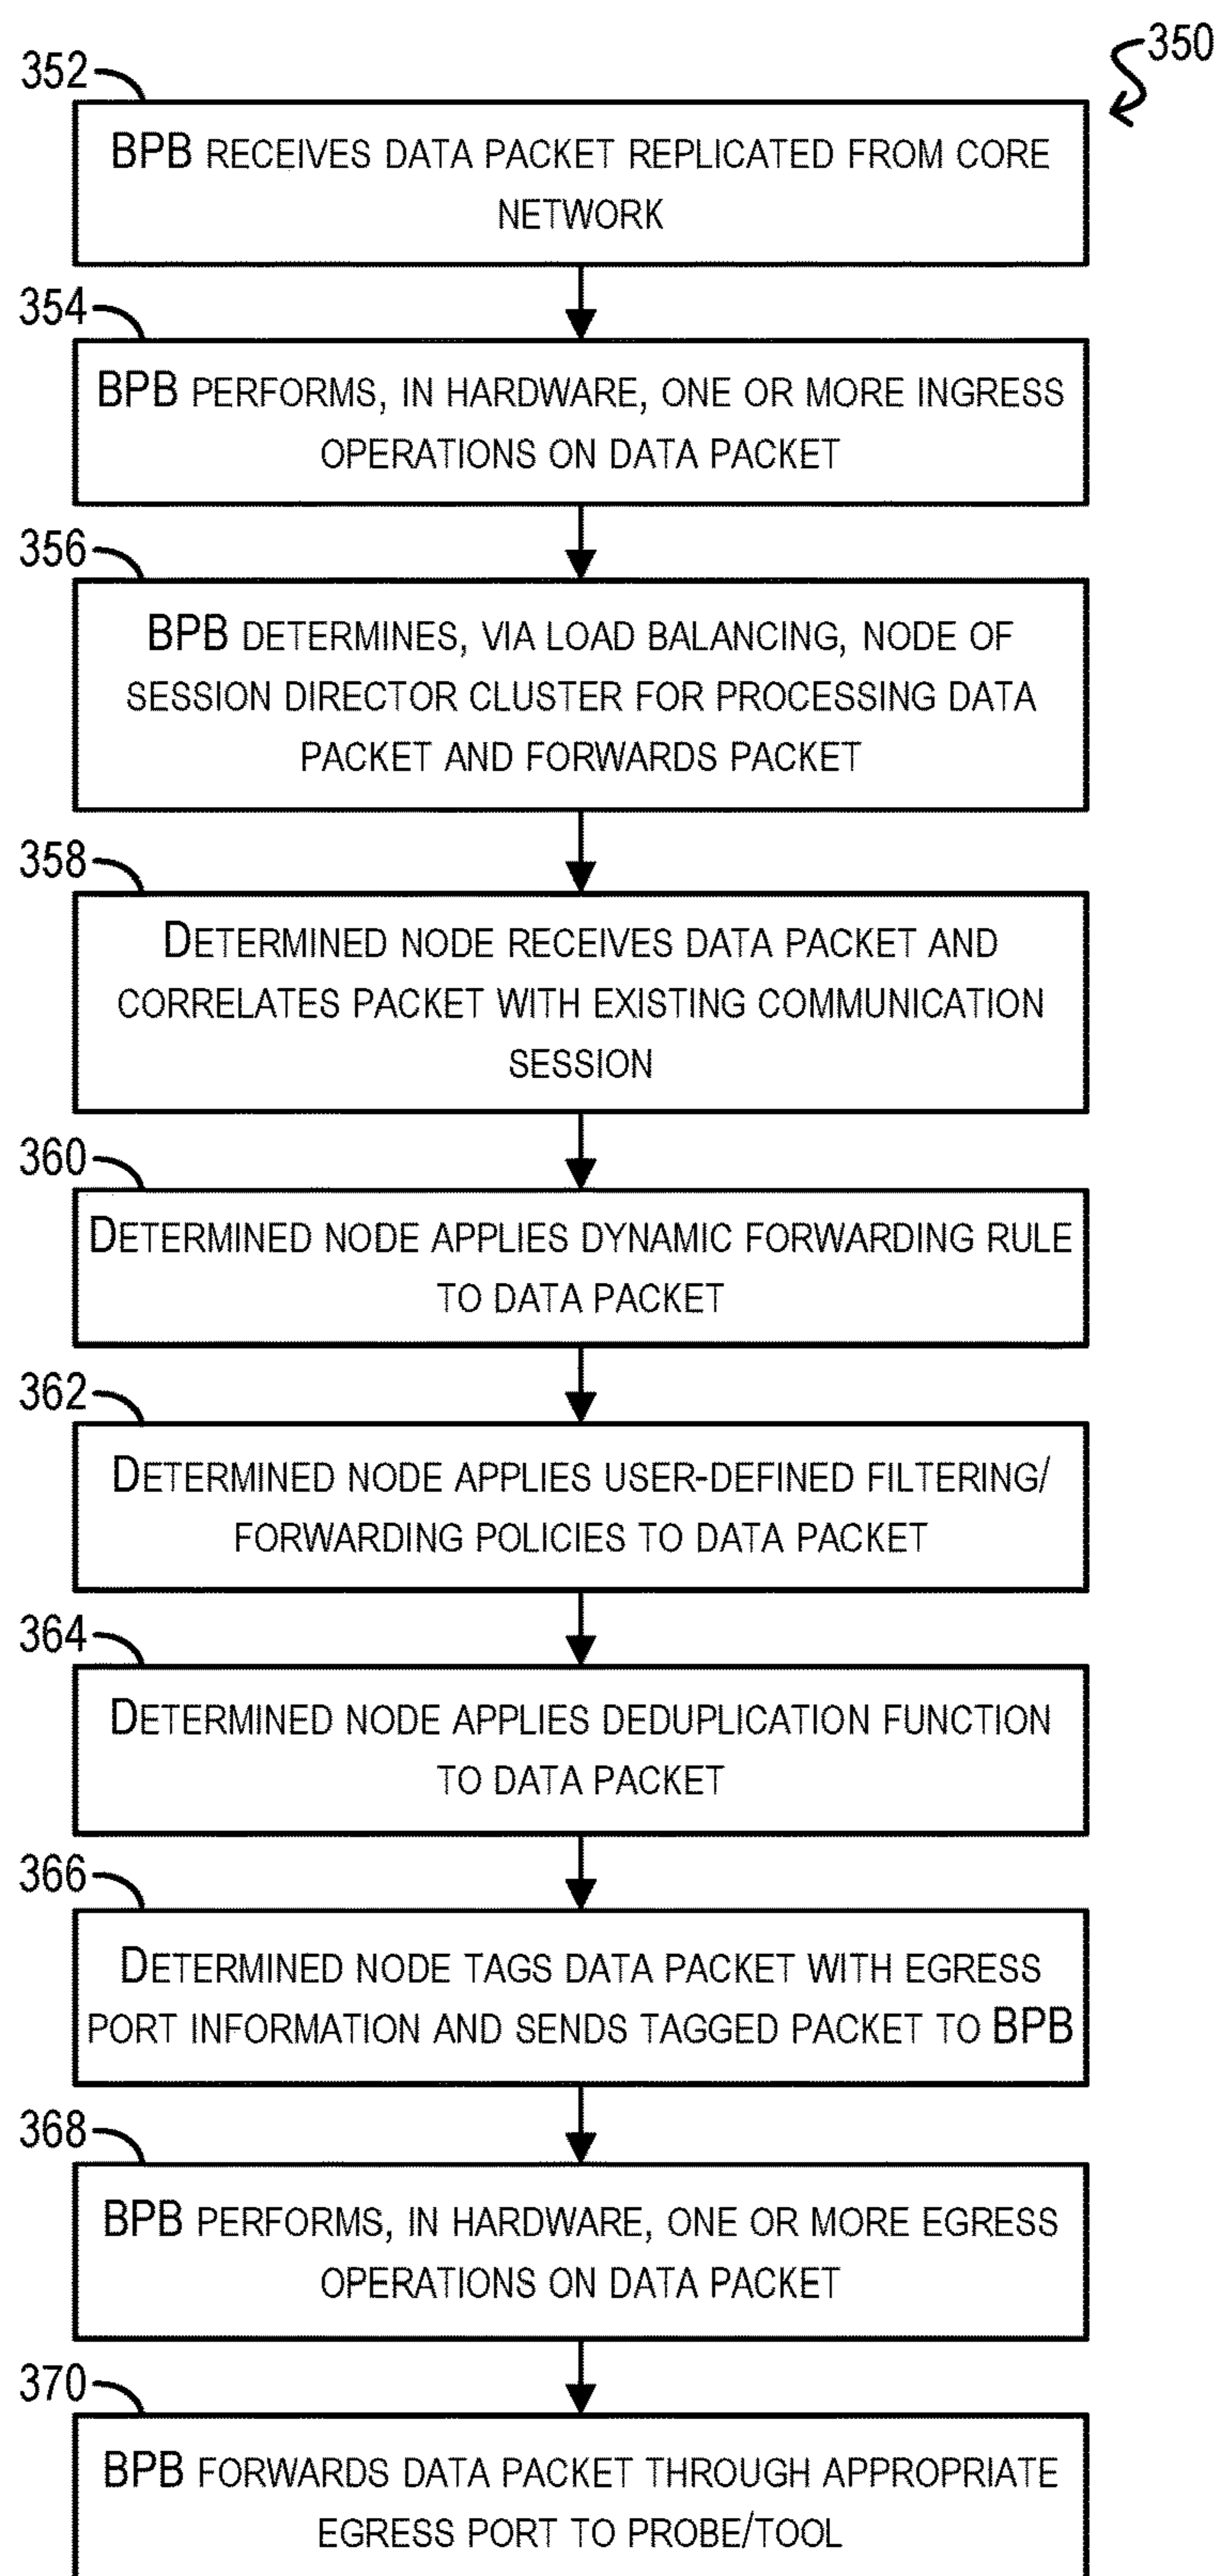 350
352
BPB RECEIVES DATA PACKET REPLICATED FROM CORE
NETWORK
354
BPB PERFORMS, IN HARDWARE, ONE OR MORE INGRESS
OPERATIONS ON DATA PACKET
356
BPB DETERMINES, VIA LOAD BALANCING, NODE OF
SESSION DIRECTOR CLUSTER FOR PROCESSING DATA
PACKET AND FORWARDS PACKET
358
DETERMINED NODE RECEIVES DATA PACKET AND
CORRELATES PACKET WITH EXISTING COMMUNICATION
SESSION
360
DETERMINED NODE APPLIES DYNAMIC FORWARDING RULE
TO DATA PACKET
362
DETERMINED NODE APPLIES USER-DEFINED FILTERING/
FORWARDING POLICIES TO DATA PACKET
364
DETERMINED NODE APPLIES DEDUPLICATION FUNCTION
TO DATA PACKET
366
DETERMINED NODE TAGS DATA PACKET WITH EGRESS
PORT INFORMATION AND SENDS TAGGED PACKET TO BPB
368
BPB PERFORMS, IN HARDWARE, ONE OR MORE EGRESS
OPERATIONS ON DATA PACKET
370
BPB FORWARDS DATA PACKET THROUGH APPROPRIATE
EGRESS PORT TO PROBE/TOOL